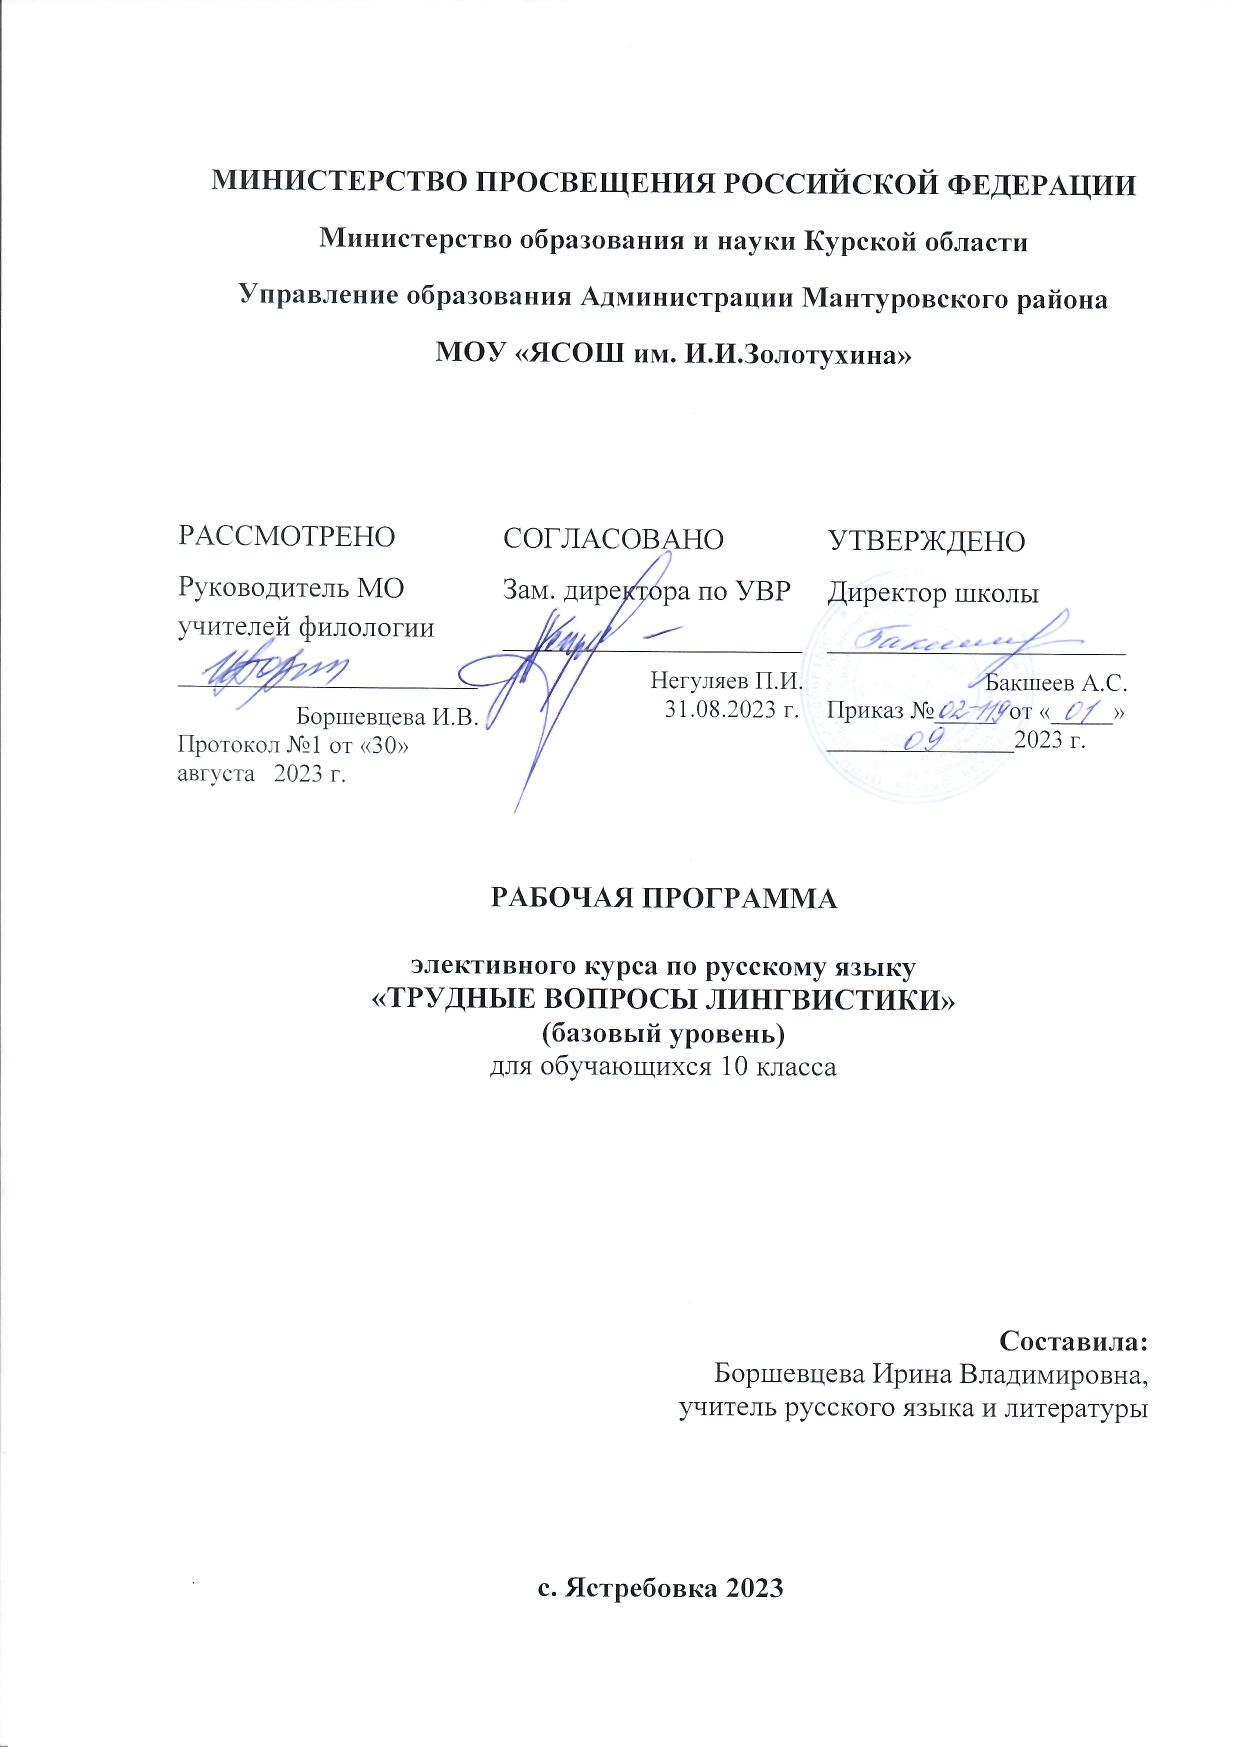 МИНИСТЕРСТВО ПРОСВЕЩЕНИЯ РОССИЙСКОЙ ФЕДЕРАЦИИ
Министерство образования и науки Курской области
Управление образования Администрации Мантуровского района
МОУ «ЯСОШ им. И.И.Золотухина»
РАССМОТРЕНО
Руководитель МО
учителей филологии
Боршевцева И.В.
Протокол №1 от «30»
августа 2023 г.
СОГЛАСОВАНО
Зам. директора по УВР
Негуляев П.И.
31.08.2023 г.
УТВЕРЖДЕНО
Директор школы
Бакшеев А.С.
Приказ № 02-119 от « 01 »
09 2023 г.
РАБОЧАЯ ПРОГРАММА
элективного курса по русскому языку
«ТРУДНЫЕ ВОПРОСЫ ЛИНГВИСТИКИ»
(базовый уровень)
для обучающихся 10 класса
Составила:
Боршевцева Ирина Владимировна,
учитель русского языка и литературы
с. Ястребовка 2023